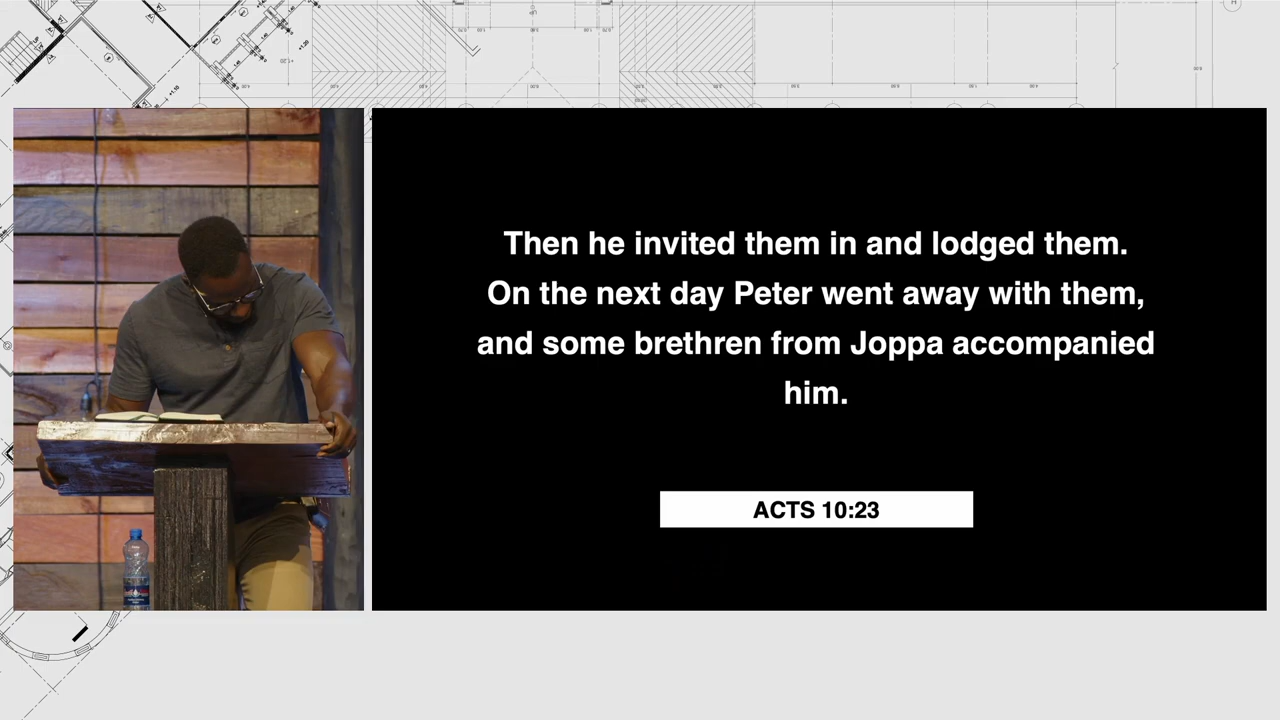 Then he invited them in and lodged them.
On the next day Peter went away with them,
and some brethren from Joppa accompanied
him.
ACTS 10:23